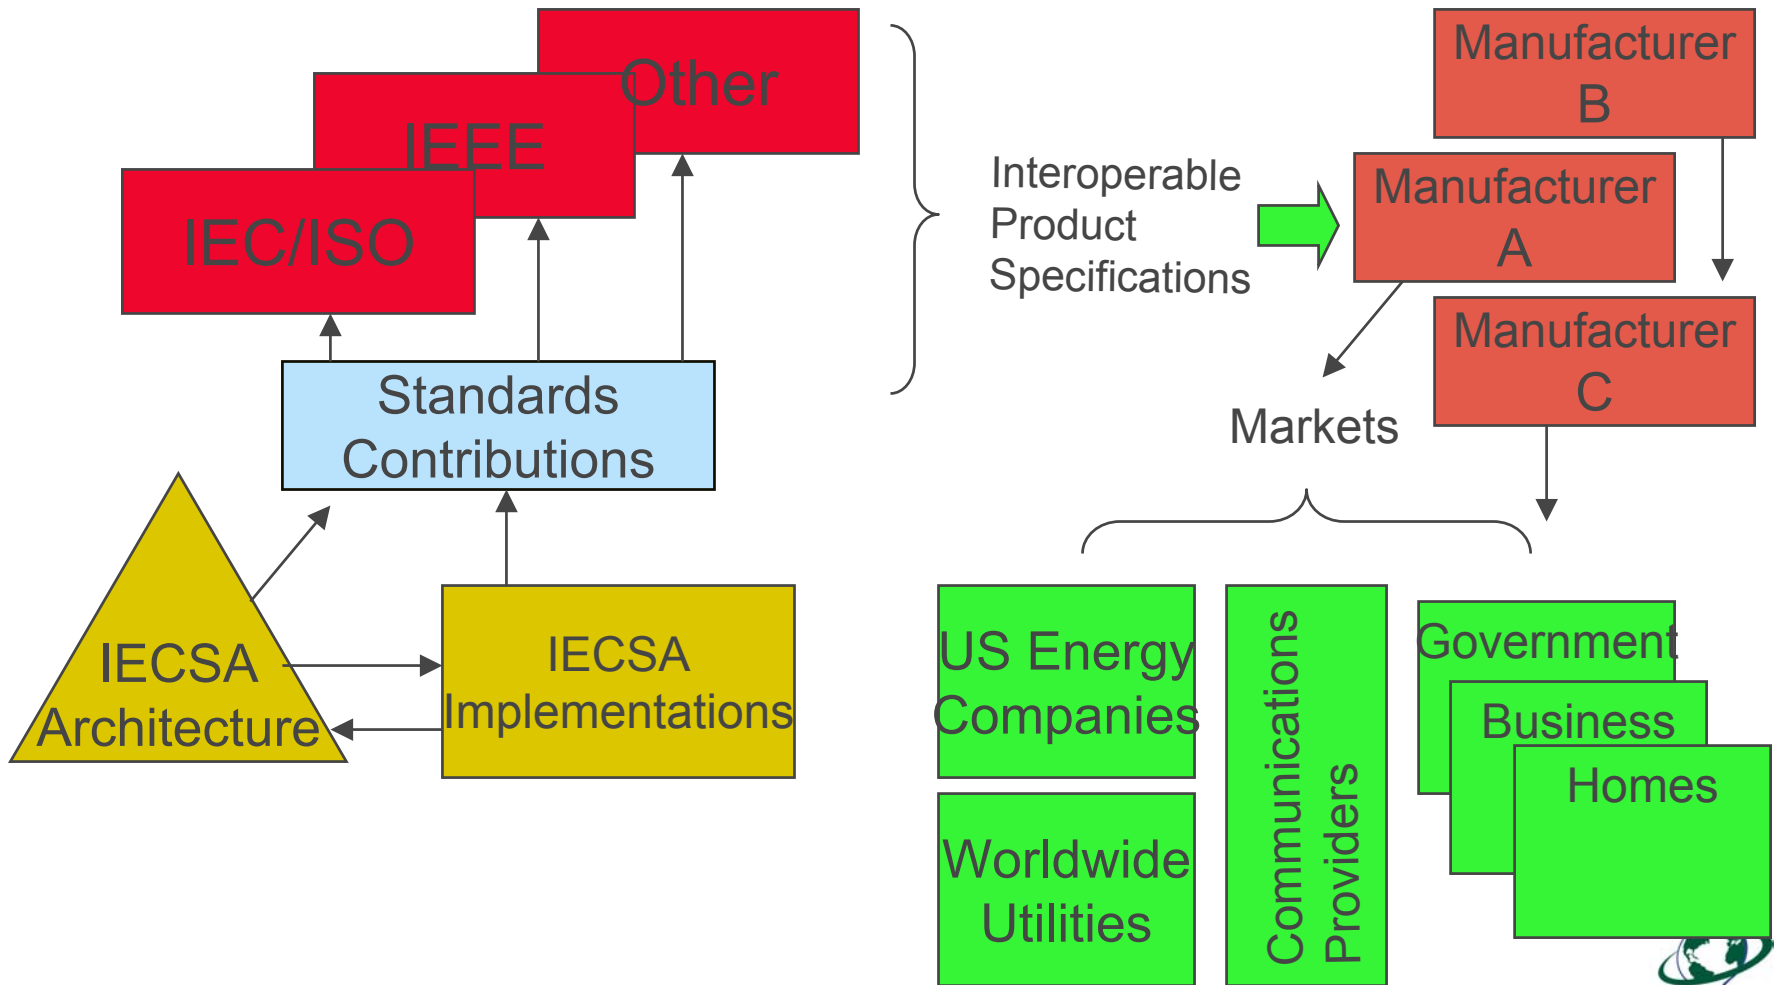 Other
IEEE
IEC/ISO
Standards
Contributions
IECSA
Architecture
IECSA
Implementations
Interoperable
Product
Specifications
Manufacturer
B
Manufacturer
A
Manufacturer
C
Markets
US Energy
Companies
Worldwide
Utilities
Communications
Providers
Government
Business
Homes